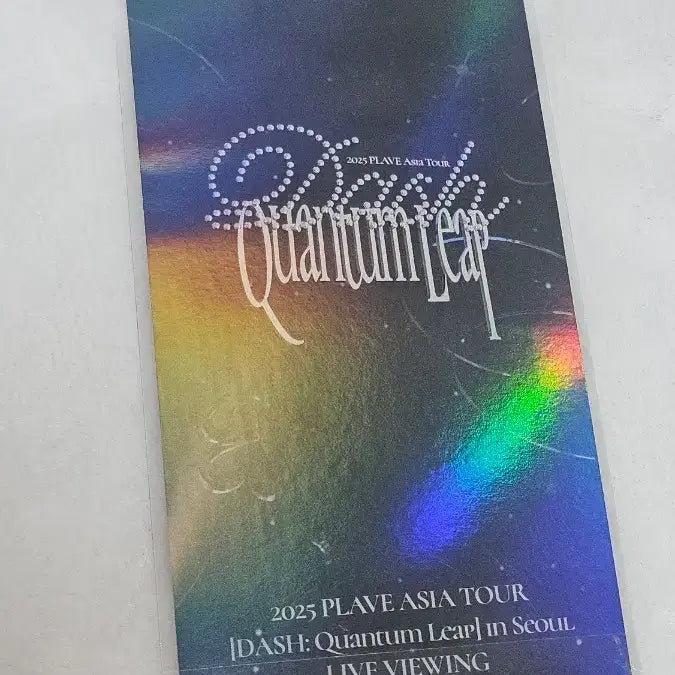 2025 PLAVE ASIA TOUR
Dash
Quantum Leap
2025 PLAVE ASIA TOUR
[DASH: Quantum Leap] in Seoul
LIVE VIEWING